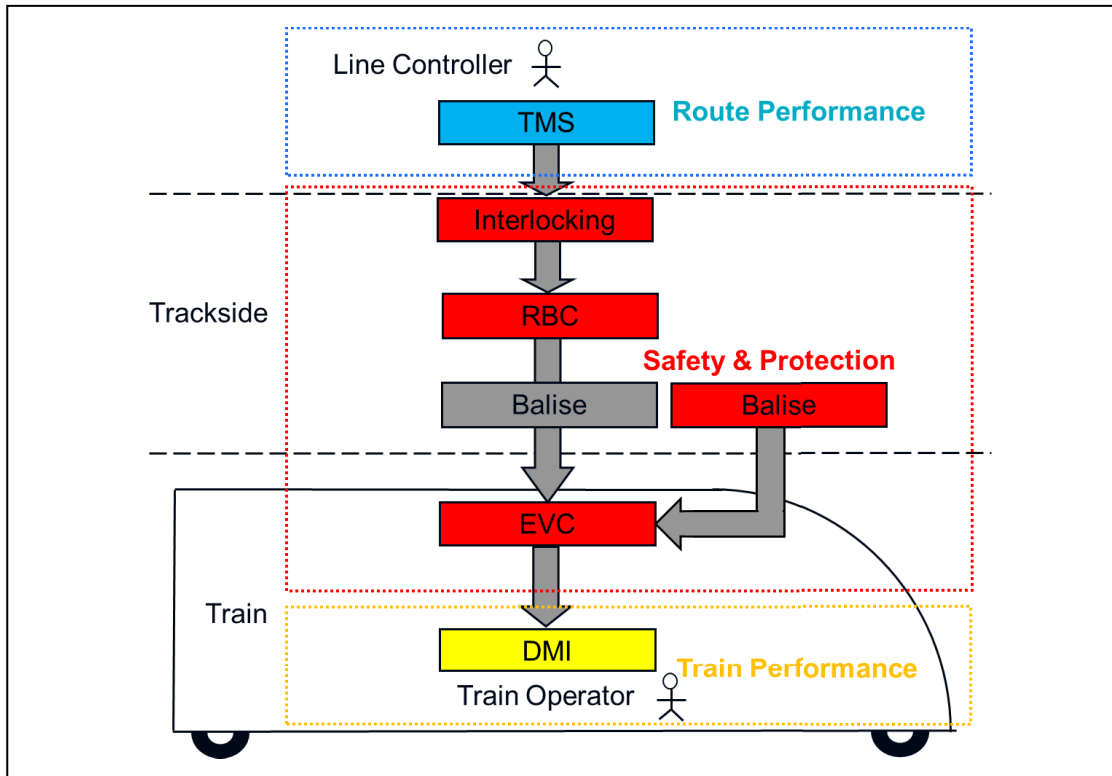 Line Controller
TMS
Route Performance
Interlocking
Trackside
RBC
Safety & Protection
Balise
Balise
EVC
Train
DMI
Train Performance
Train Operator